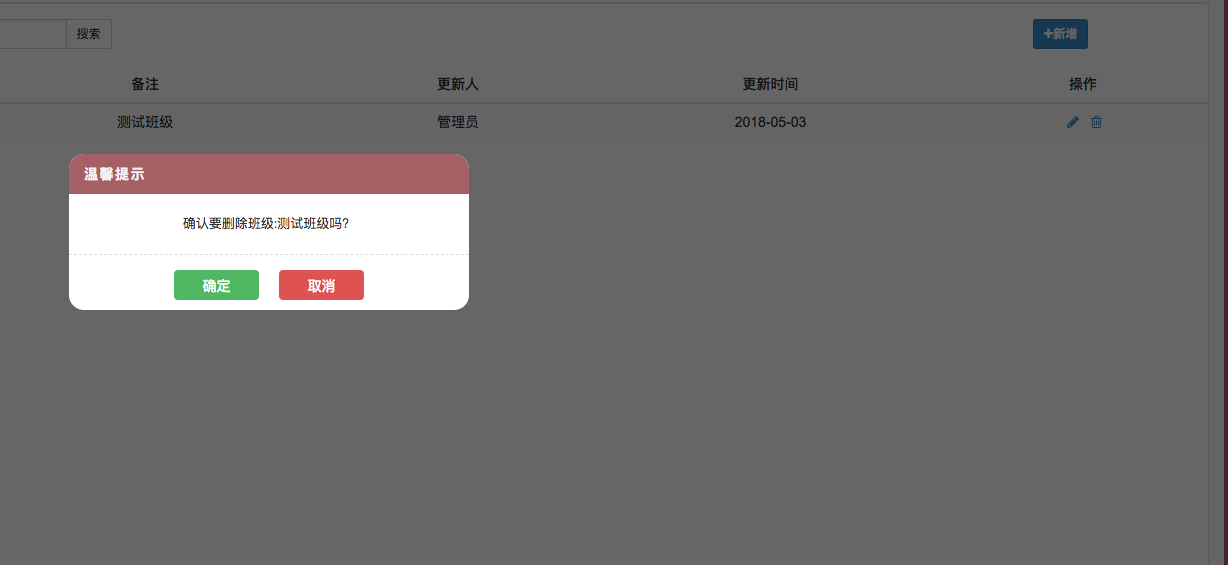 搜索
新增
备注 更新人 更新时间 操作
测试班级 管理员 2018-05-03
温馨提示
确认要删除班级:测试班级吗?
确定 取消